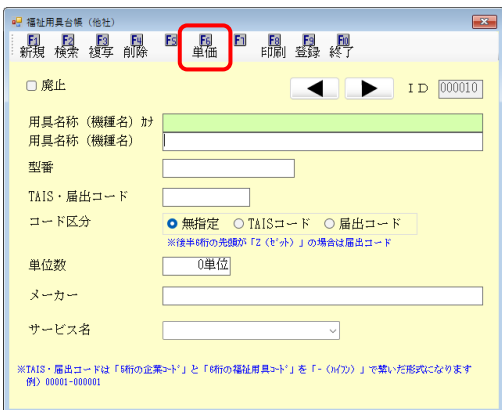 福祉用具台帳（他社）
F1 F2 F3 F4 F5 F6 F7 F8 F9 F10
新規 検索 複写 削除 単価 印刷 登録 終了
廃止 ◀ ▶ ID 000010
用具名称（機種名）ｶﾅ
用具名称（機種名）
型番
TAIS・届出コード
コード区分 無指定 TAISコード 届出コード
※後半6桁の先頭が「Z（ｾﾞｯﾄ）」の場合は届出コード
単位数 0単位
メーカー
サービス名
※TAIS・届出コードは「5桁の企業ｺｰﾄﾞ」と「6桁の福祉用具ｺｰﾄﾞ」を「-（ﾊｲﾌﾝ）」で繋いだ形式になります
例）00001-000001